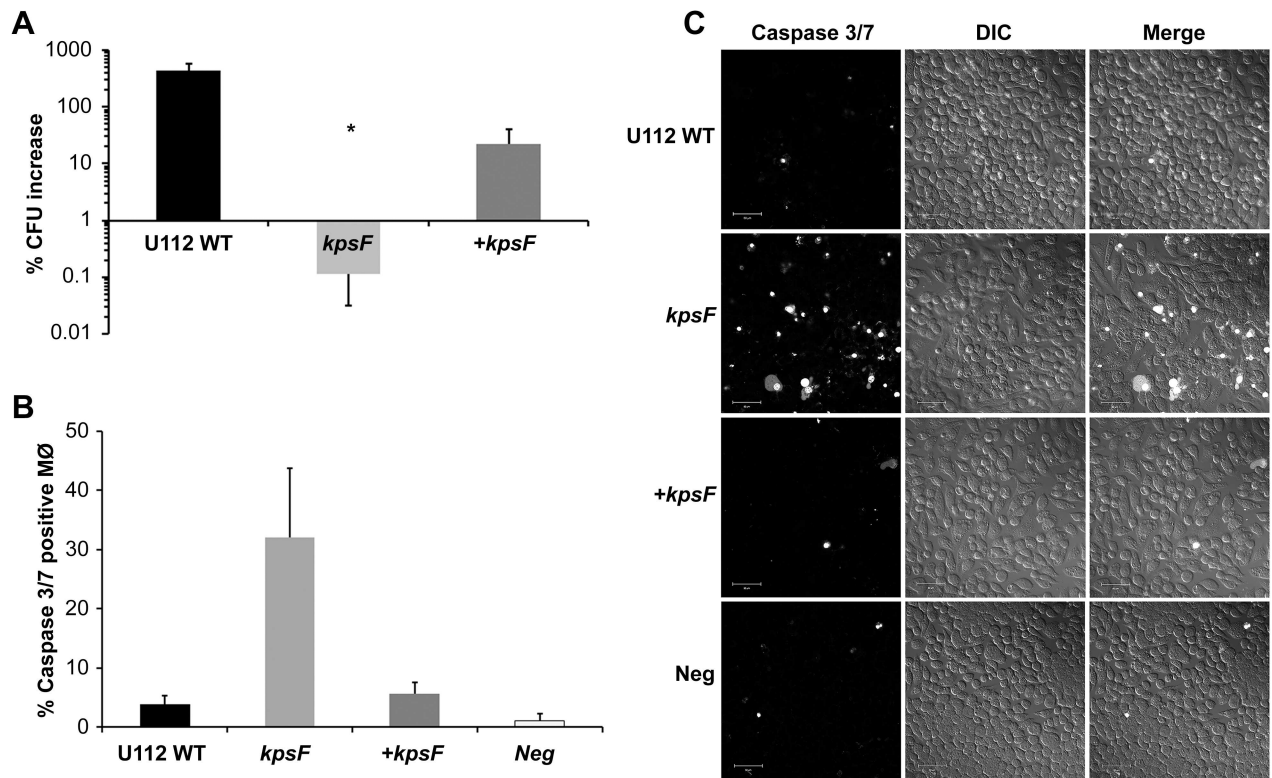 A
1000
100
10
1
0.1
0.01
% CFU increase
*
U112 WT kpsF +kpsF
B
50
40
30
20
10
0
% Caspase 3/7 positive MØ
U112 WT kpsF +kpsF Neg
C
Caspase 3/7 DIC Merge
U112 WT
kpsF
+kpsF
Neg